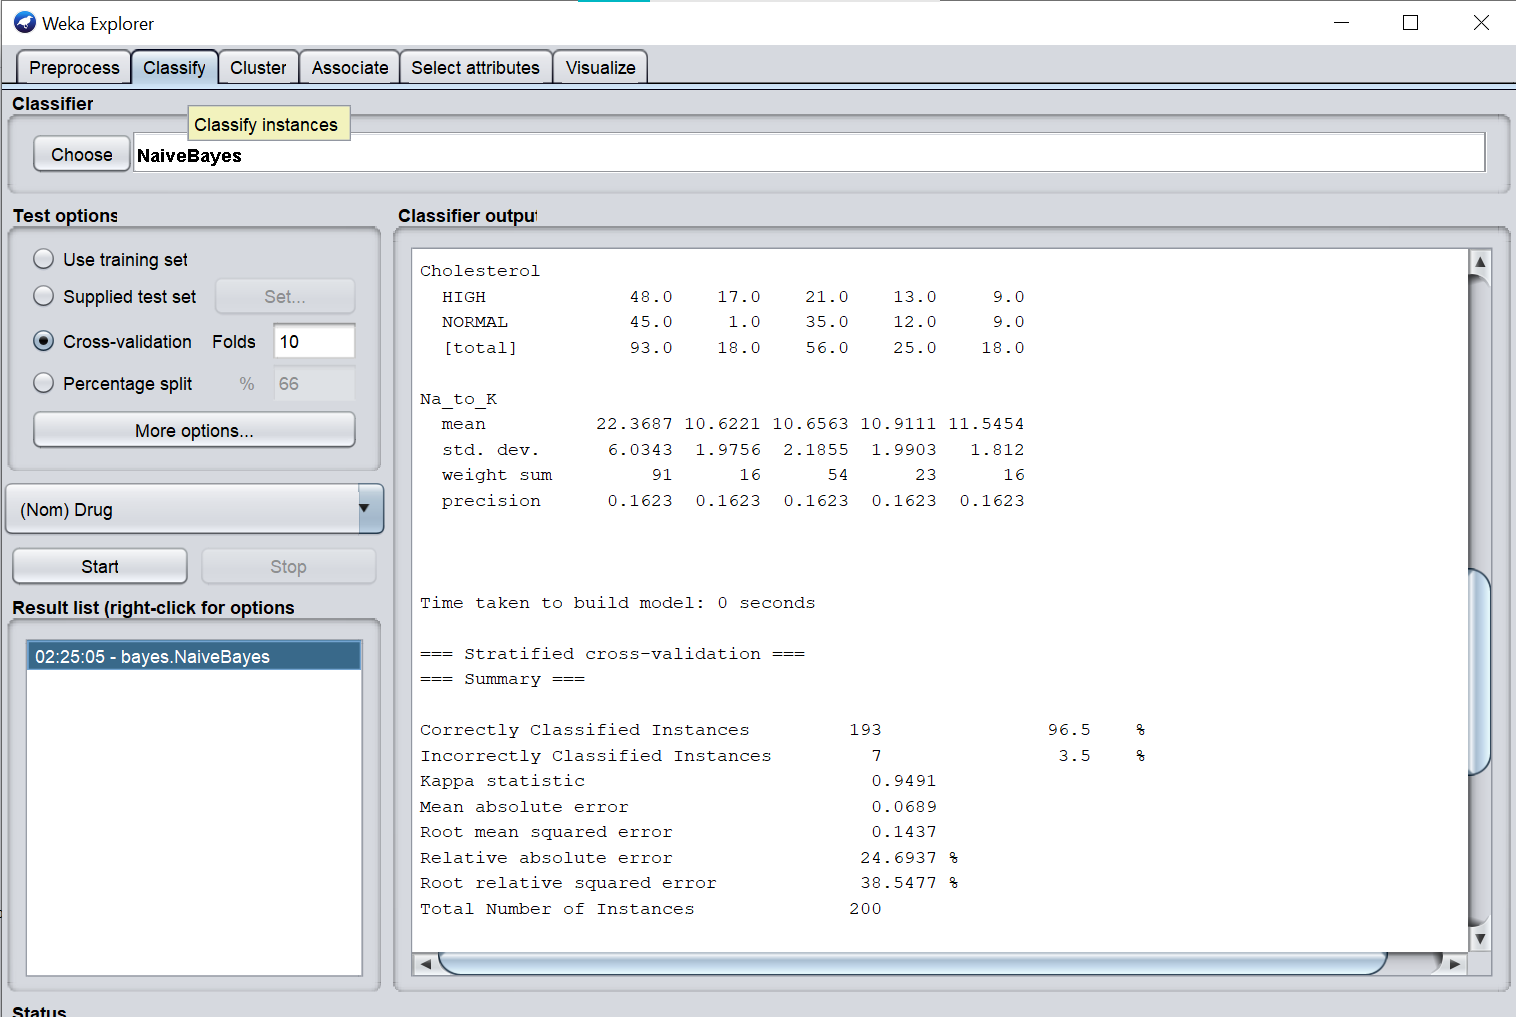 Weka Explorer
Preprocess Classify Cluster Associate Select attributes Visualize
Classifier
Classify instances
Choose NaiveBayes
Test options
Use training set
Supplied test set Set...
Cross-validation Folds 10
Percentage split % 66
More options...
(Nom) Drug
Start Stop
Result list (right-click for options
02:25:05 - bayes.NaiveBayes
Classifier output
Cholesterol
HIGH 48.0 17.0 21.0 13.0 9.0
NORMAL 45.0 1.0 35.0 12.0 9.0
[total] 93.0 18.0 56.0 25.0 18.0
Na_to_K
mean 22.3687 10.6221 10.6563 10.9111 11.5454
std. dev. 6.0343 1.9756 2.1855 1.9903 1.812
weight sum 91 16 54 23 16
precision 0.1623 0.1623 0.1623 0.1623 0.1623
Time taken to build model: 0 seconds
=== Stratified cross-validation ===
=== Summary ===
Correctly Classified Instances 193 96.5 %
Incorrectly Classified Instances 7 3.5 %
Kappa statistic 0.9491
Mean absolute error 0.0689
Root mean squared error 0.1437
Relative absolute error 24.6937 %
Root relative squared error 38.5477 %
Total Number of Instances 200
Status